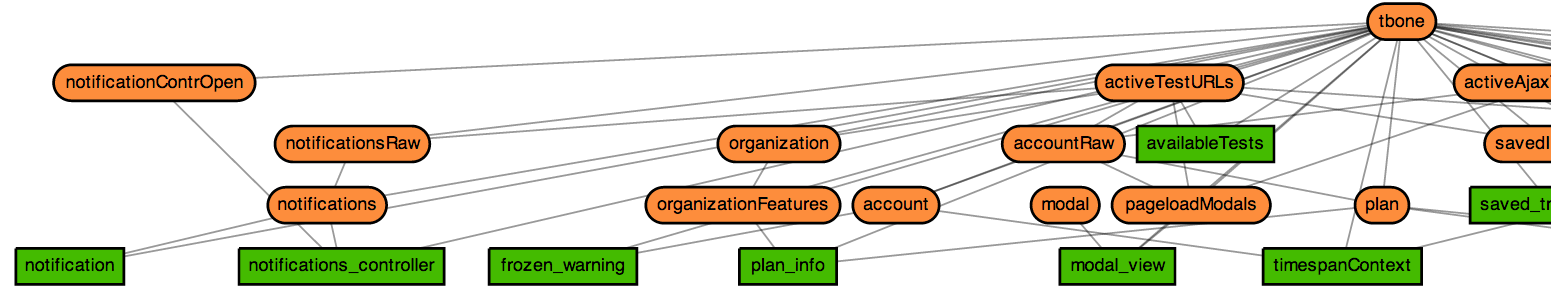 tbone
notificationContrOpen
activeTestURLs
activeAjax
notificationsRaw
organization
accountRaw
availableTests
savedI
notifications
organizationFeatures
account
modal
pageloadModals
plan
saved_tr
notification
notifications_controller
frozen_warning
plan_info
modal_view
timespanContext